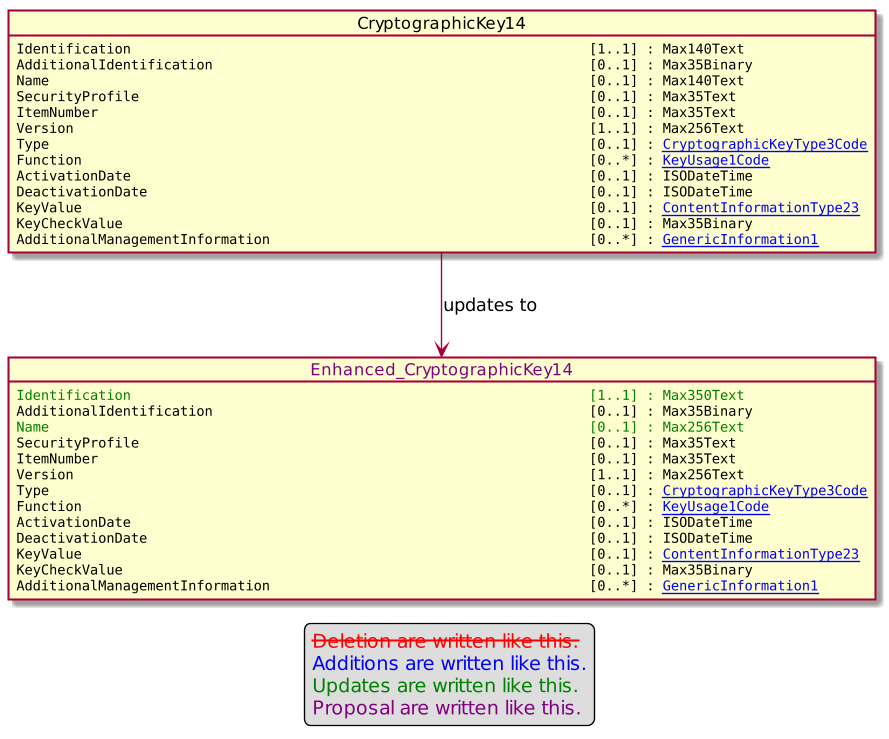 CryptographicKey14
Identification [1..1] : Max140Text
AdditionalIdentification [0..1] : Max35Binary
Name [0..1] : Max140Text
SecurityProfile [0..1] : Max35Text
ItemNumber [0..1] : Max35Text
Version [1..1] : Max256Text
Type [0..1] : CryptographicKeyType3Code
Function [0..*] : KeyUsage1Code
ActivationDate [0..1] : ISODateTime
DeactivationDate [0..1] : ISODateTime
KeyValue [0..1] : ContentInformationType23
KeyCheckValue [0..1] : Max35Binary
AdditionalManagementInformation [0..*] : GenericInformation1
updates to
Enhanced_CryptographicKey14
Identification [1..1] : Max350Text
AdditionalIdentification [0..1] : Max35Binary
Name [0..1] : Max256Text
SecurityProfile [0..1] : Max35Text
ItemNumber [0..1] : Max35Text
Version [1..1] : Max256Text
Type [0..1] : CryptographicKeyType3Code
Function [0..*] : KeyUsage1Code
ActivationDate [0..1] : ISODateTime
DeactivationDate [0..1] : ISODateTime
KeyValue [0..1] : ContentInformationType23
KeyCheckValue [0..1] : Max35Binary
AdditionalManagementInformation [0..*] : GenericInformation1
Deletion are written like this.
Additions are written like this.
Updates are written like this.
Proposal are written like this.